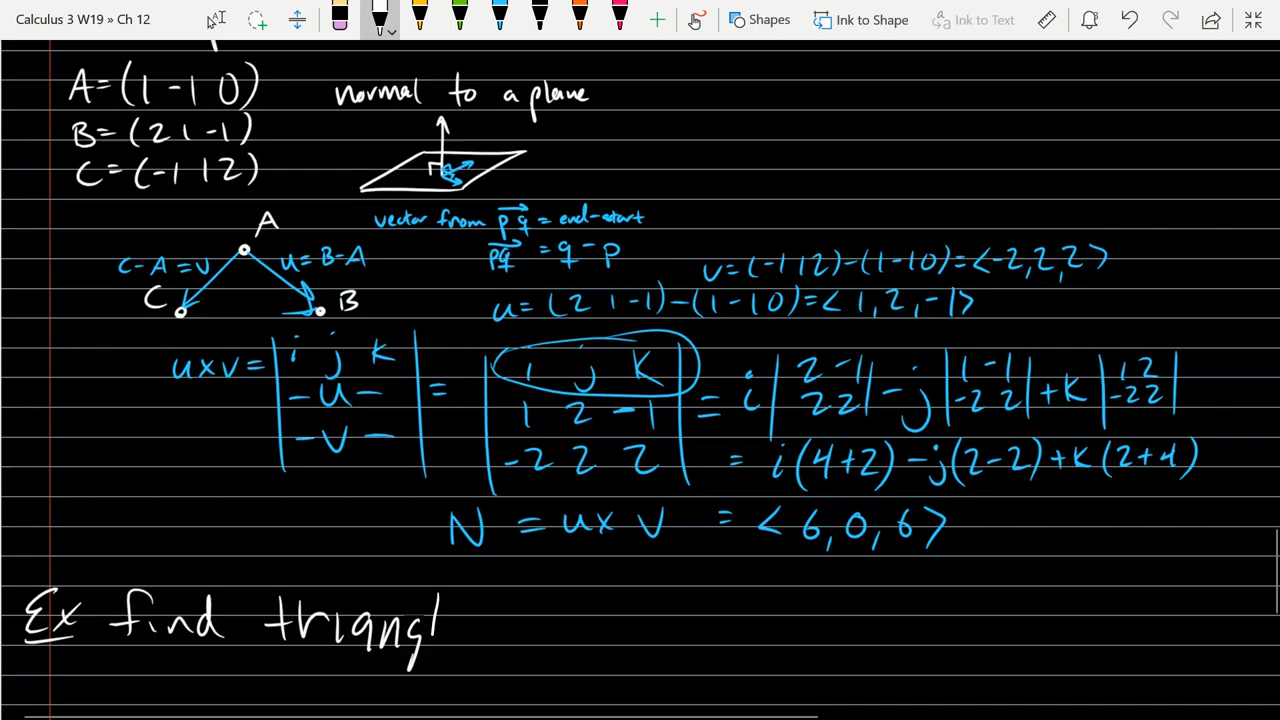 Calculus 3 W19 » Ch 12
Shapes
Ink to Shape
Ink to Text
A=(1 -1 0)
normal to a plane
B=(2 1 -1)
C=(-1 1 2)
A
vector from pq = end-start
pq = q - p
C-A=v
u=B-A
v=(-1 1 2)-(1 -1 0)=<-2,2,2>
C
B
u=(2 1 -1)-(1 -1 0)=<1,2,-1>
u×v= | i j k | = | i j k | = i | 2 -1 | - j | 1 -1 | + k | 1 2 |
| -u- | | 1 2 -1 | | 2 2 | | -2 2 | | -2 2 |
| -v- | | -2 2 2 | = i(4+2)-j(2-2)+k(2+4)
N = u×v = <6,0,6>
Ex find triangl